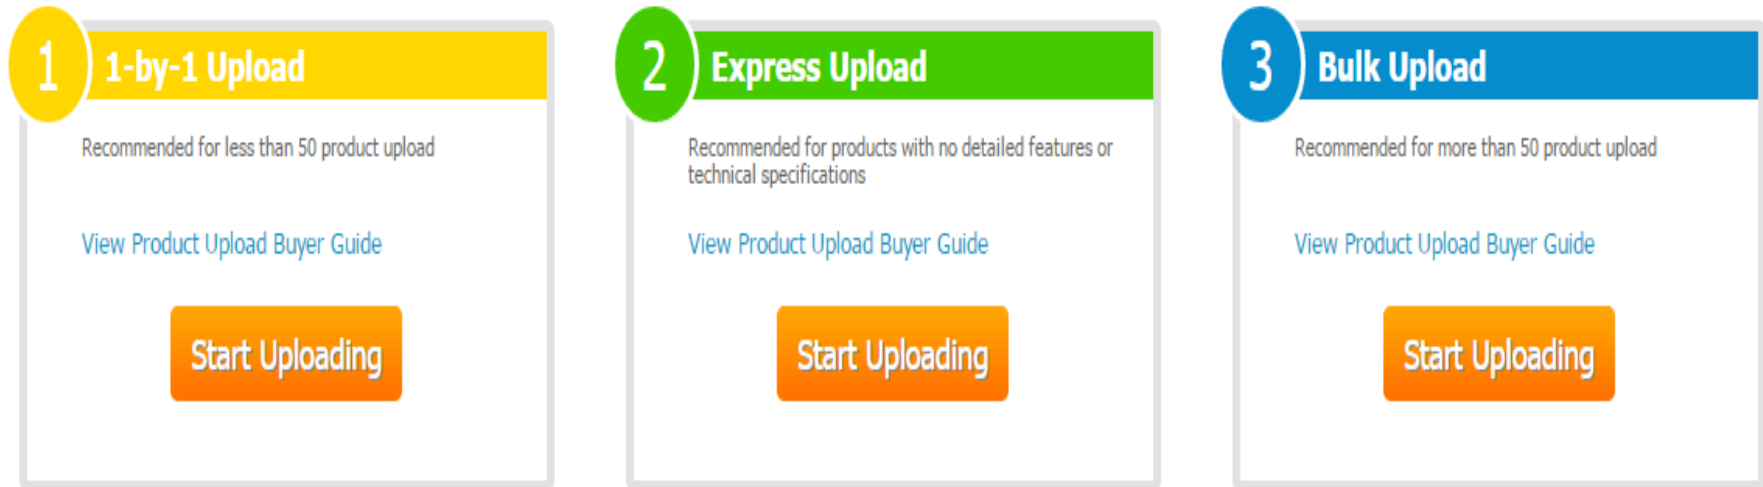 1
1-by-1 Upload
Recommended for less than 50 product upload
View Product Upload Buyer Guide
Start Uploading
2
Express Upload
Recommended for products with no detailed features or
technical specifications
View Product Upload Buyer Guide
Start Uploading
3
Bulk Upload
Recommended for more than 50 product upload
View Product Upload Buyer Guide
Start Uploading